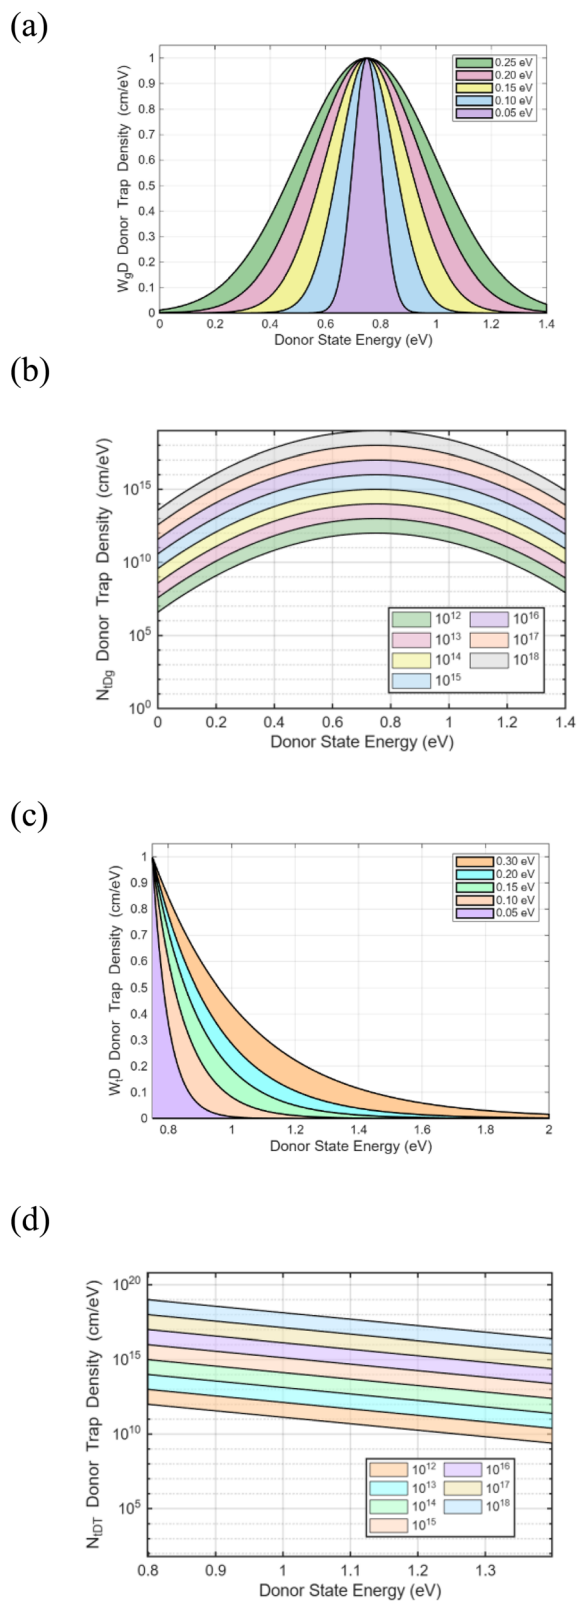 (a)
W_gD Donor Trap Density (cm/eV)
1
0.9
0.8
0.7
0.6
0.5
0.4
0.3
0.2
0.1
0
0.25 eV
0.20 eV
0.15 eV
0.10 eV
0.05 eV
0 0.2 0.4 0.6 0.8 1 1.2 1.4
Donor State Energy (eV)
(b)
N_tDg Donor Trap Density (cm/eV)
10^15
10^10
10^5
10^0
10^12 10^16
10^13 10^17
10^14 10^18
10^15
0 0.2 0.4 0.6 0.8 1 1.2 1.4
Donor State Energy (eV)
(c)
W_tD Donor Trap Density (cm/eV)
1
0.9
0.8
0.7
0.6
0.5
0.4
0.3
0.2
0.1
0
0.30 eV
0.20 eV
0.15 eV
0.10 eV
0.05 eV
0.8 1 1.2 1.4 1.6 1.8 2
Donor State Energy (eV)
(d)
N_tDT Donor Trap Density (cm/eV)
10^20
10^15
10^10
10^5
10^12 10^16
10^13 10^17
10^14 10^18
10^15
0.8 0.9 1 1.1 1.2 1.3
Donor State Energy (eV)